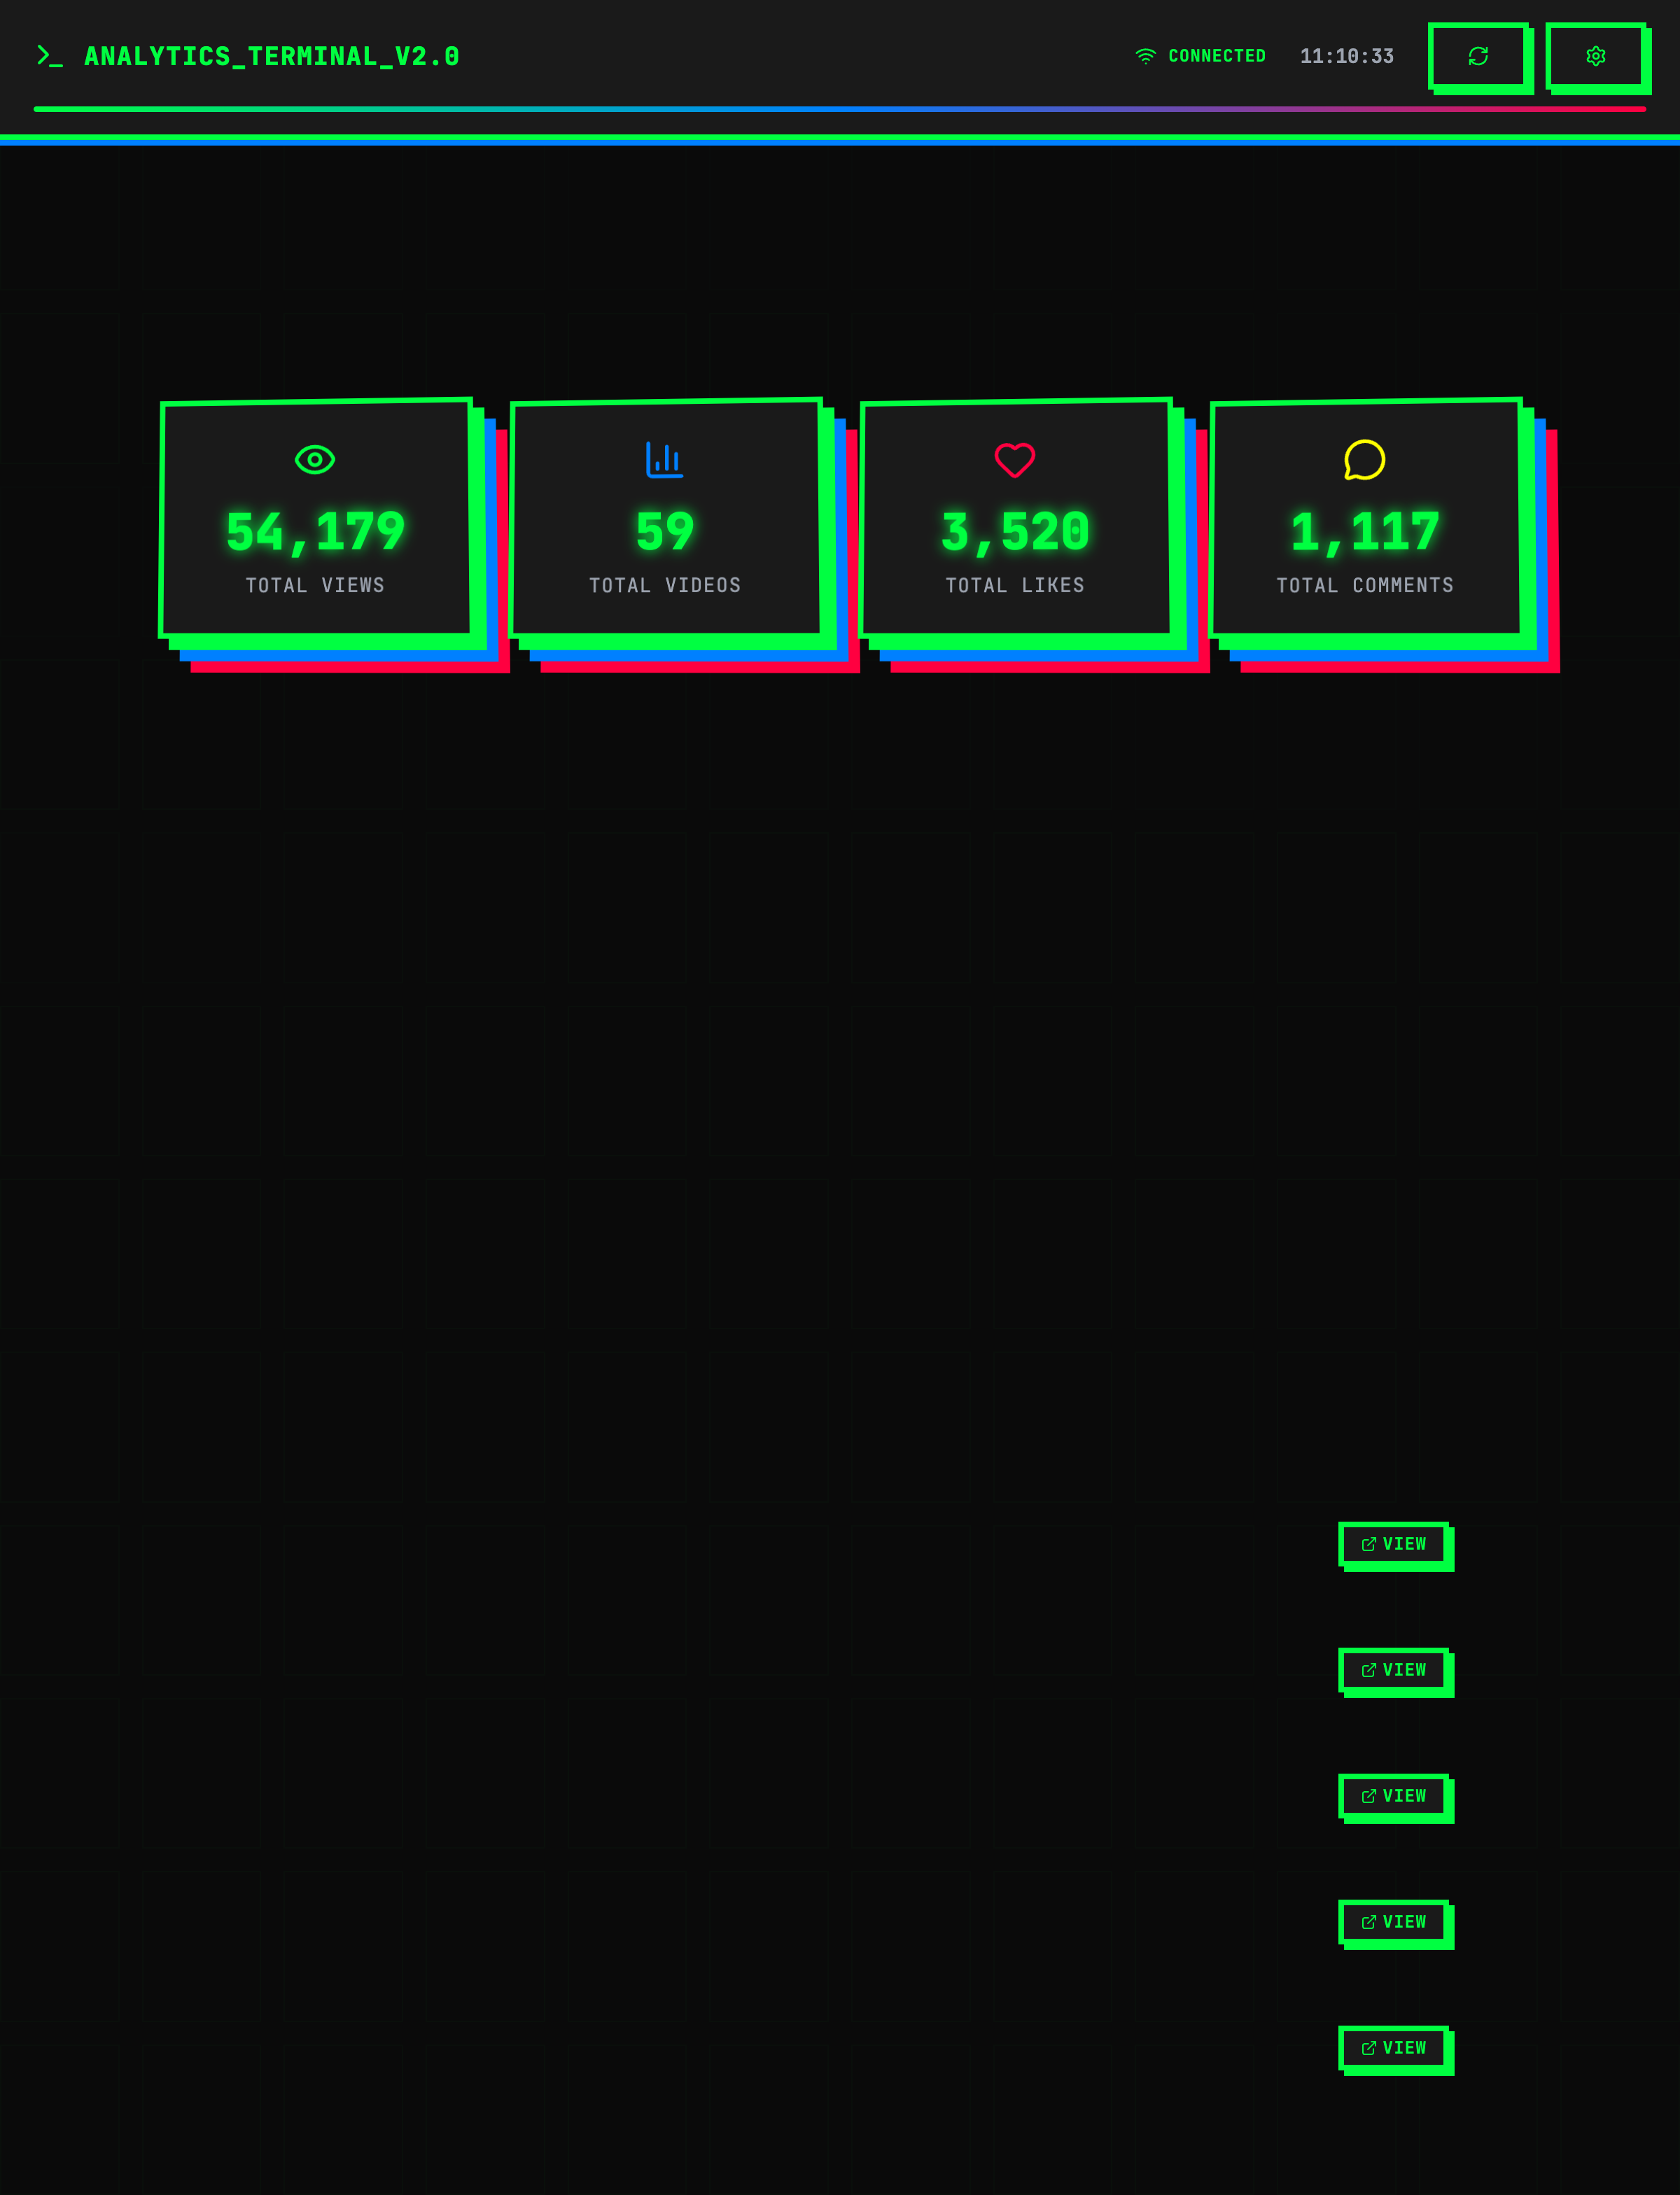 ANALYTICS_TERMINAL_V2.0
CONNECTED 11:10:33
54,179 59 3,520 1,117
TOTAL VIEWS TOTAL VIDEOS TOTAL LIKES TOTAL COMMENTS
VIEW
VIEW
VIEW
VIEW
VIEW